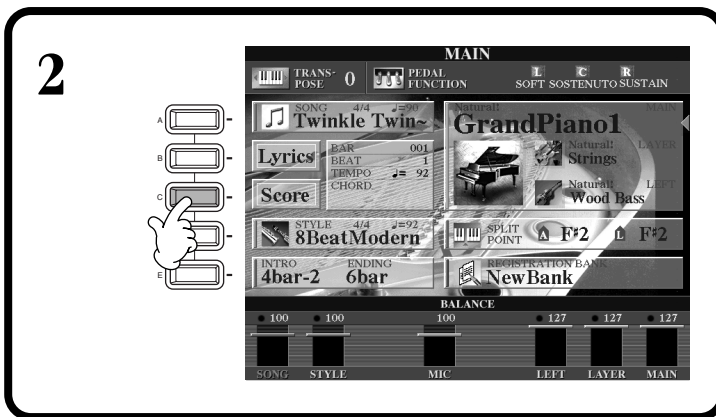 2
MAIN
TRANS-
POSE 0
PEDAL
FUNCTION
L C R
SOFT SOSTENUTO SUSTAIN
A
B
C
E
SONG 4/4 ♩=90
Twinkle Twin~
Lyrics
Score
BAR 001
BEAT 1
TEMPO ♩= 92
CHORD
STYLE 4/4 ♩=92
8BeatModern
INTRO ENDING
4bar-2 6bar
Natural! MAIN
GrandPiano1
LAYER
Natural!
Strings
LEFT
Natural!
Wood Bass
SPLIT
POINT A F♯2 L F♯2
REGISTRATION BANK
NewBank
BALANCE
100 100 100 127 127 127
SONG STYLE MIC LEFT LAYER MAIN